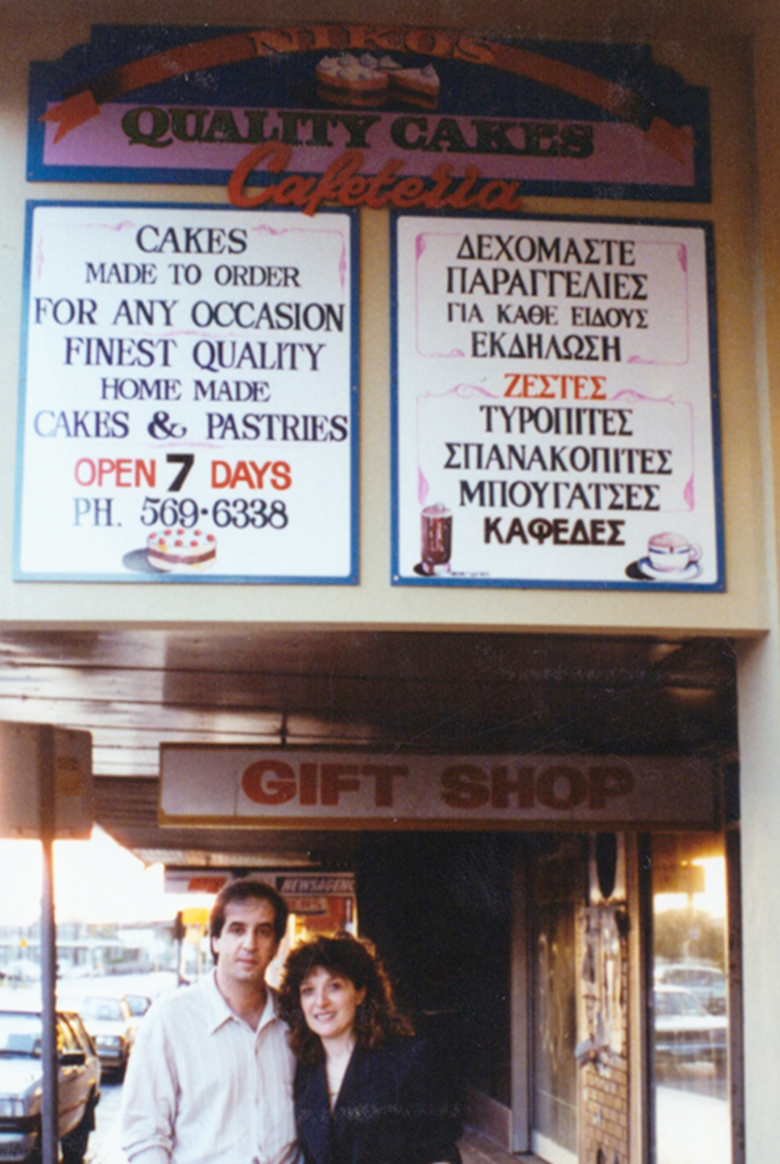 NIKOS
QUALITY CAKES
Cafeteria
CAKES
MADE TO ORDER
FOR ANY OCCASION
FINEST QUALITY
HOME MADE
CAKES & PASTRIES
OPEN 7 DAYS
PH. 569·6338
ΔΕΧΟΜΑΣΤΕ
ΠΑΡΑΓΓΕΛΙΕΣ
ΓΙΑ ΚΑΘΕ ΕΙΔΟΥΣ
ΕΚΔΗΛΩΣΗ
ΖΕΣΤΕΣ
ΤΥΡΟΠΙΤΕΣ
ΣΠΑΝΑΚΟΠΙΤΕΣ
ΜΠΟΥΓΑΤΣΕΣ
ΚΑΦΕΔΕΣ
GIFT SHOP
NEWSAGENC